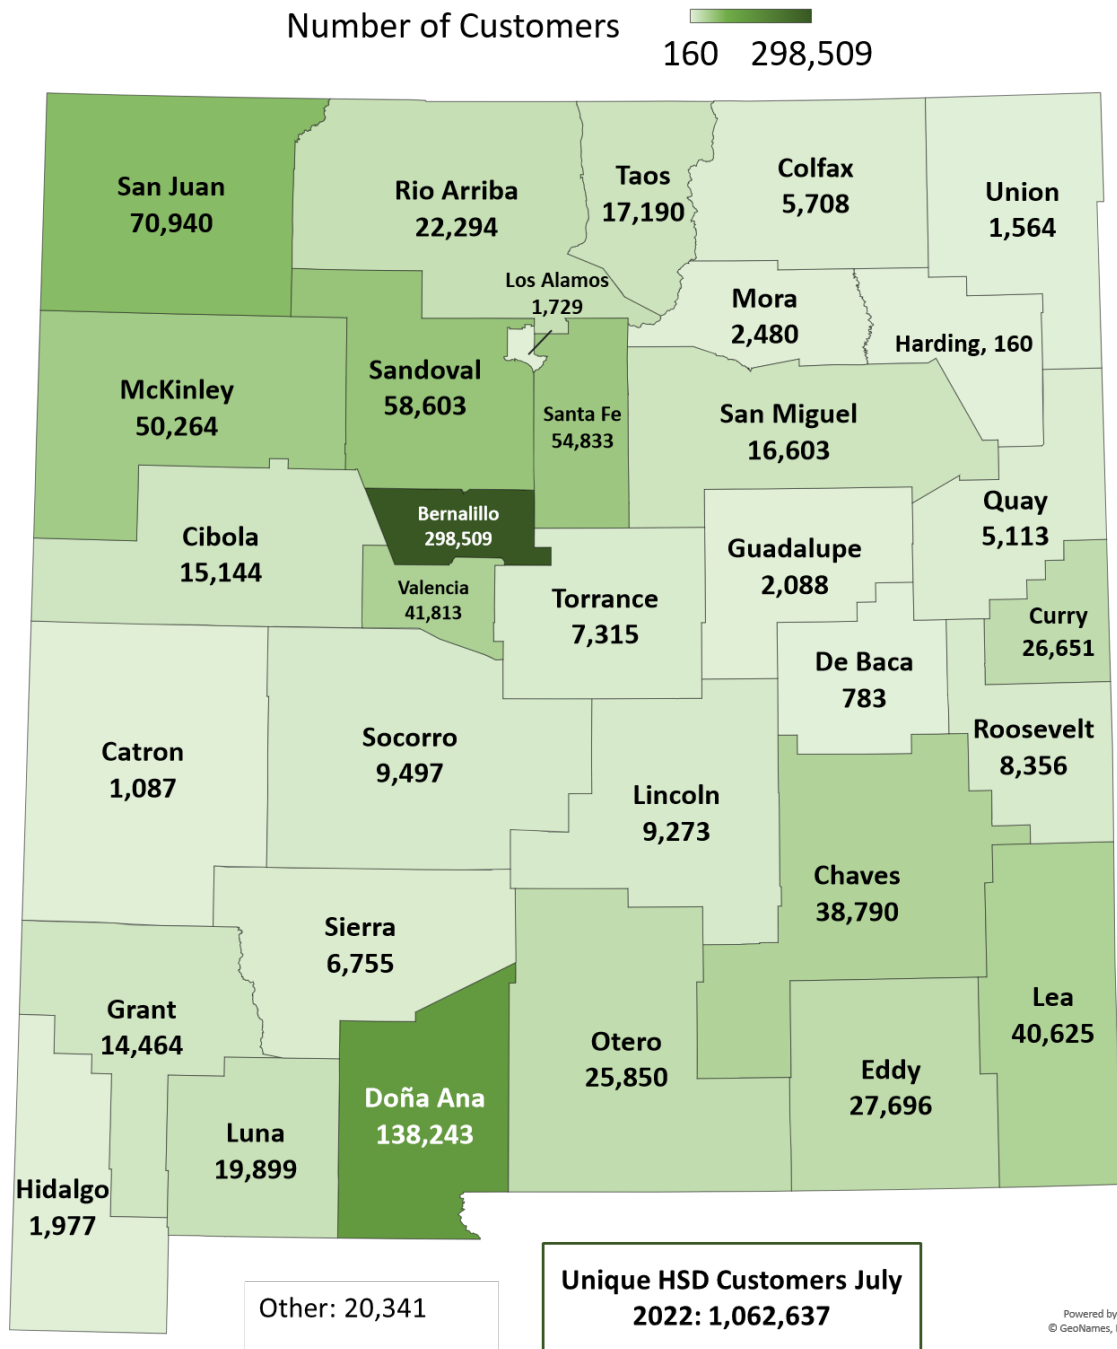 Number of Customers
160 298,509
San Juan
70,940
Rio Arriba
22,294
Taos
17,190
Colfax
5,708
Union
1,564
Los Alamos
1,729
Mora
2,480
Harding, 160
McKinley
50,264
Sandoval
58,603
Santa Fe
54,833
San Miguel
16,603
Quay
5,113
Cibola
15,144
Bernalillo
298,509
Valencia
41,813
Torrance
7,315
Guadalupe
2,088
Curry
26,651
De Baca
783
Roosevelt
8,356
Catron
1,087
Socorro
9,497
Lincoln
9,273
Chaves
38,790
Sierra
6,755
Grant
14,464
Lea
40,625
Otero
25,850
Eddy
27,696
Doña Ana
138,243
Luna
19,899
Hidalgo
1,977
Other: 20,341
Unique HSD Customers July
2022: 1,062,637
Powered by
© GeoNames,